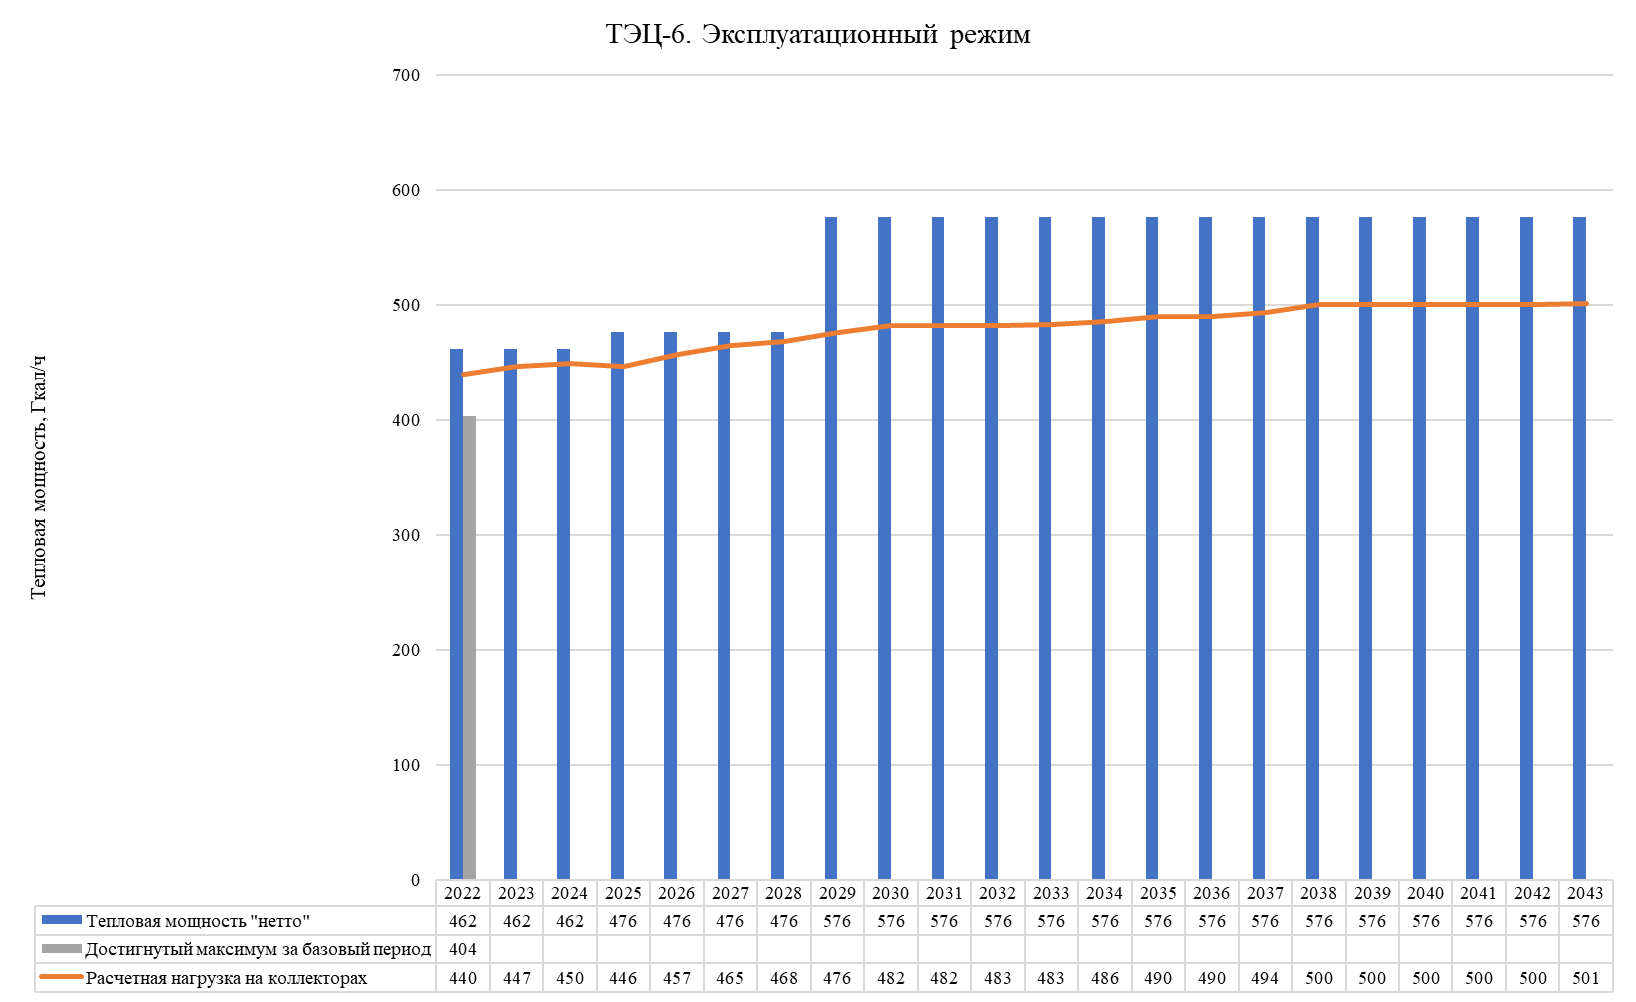 ТЭЦ-6. Эксплуатационный режим
Тепловая мощность, Гкал/ч
700
600
500
400
300
200
100
0
2022 2023 2024 2025 2026 2027 2028 2029 2030 2031 2032 2033 2034 2035 2036 2037 2038 2039 2040 2041 2042 2043
Тепловая мощность "нетто" 462 462 462 476 476 476 476 576 576 576 576 576 576 576 576 576 576 576 576 576 576 576
Достигнутый максимум за базовый период 404
Расчетная нагрузка на коллекторах 440 447 450 446 457 465 468 476 482 482 483 483 486 490 490 494 500 500 500 500 500 501